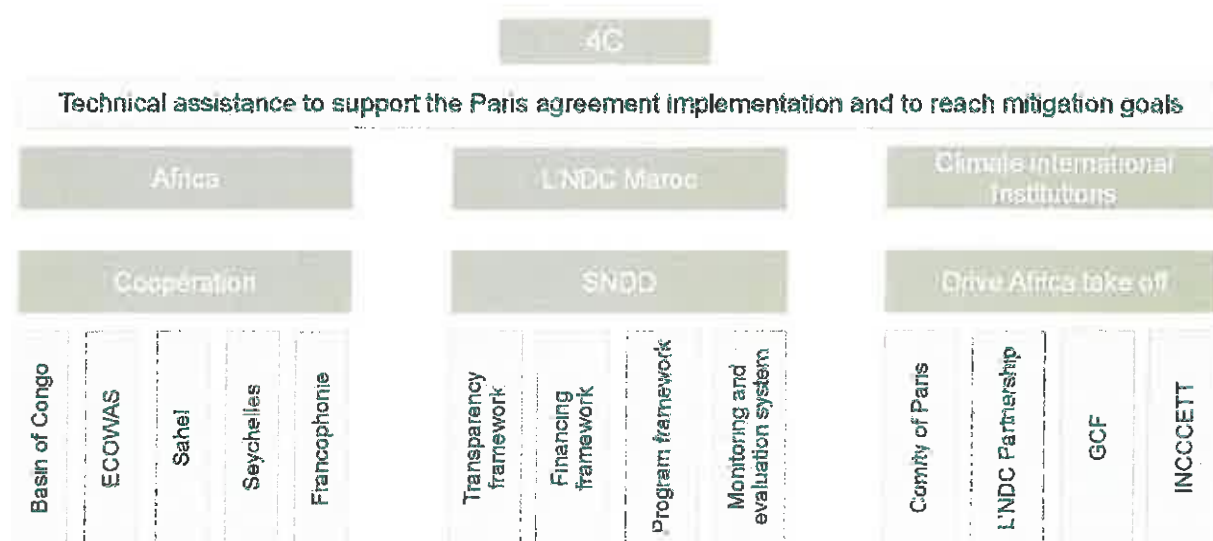 4C
Technical assistance to support the Paris agreement implementation and to reach mitigation goals
Africa
L'NDC Maroc
Climate international
Institutions
Coopération
SNDD
Drive Africa take off
Basin of Congo
ECOWAS
Sahel
Seychelles
Francophonie
Transparency
framework
Financing
framework
Program framework
Monitoring and
evaluation system
Comity of Paris
L'NDC Partnership
GCF
INCCCETT